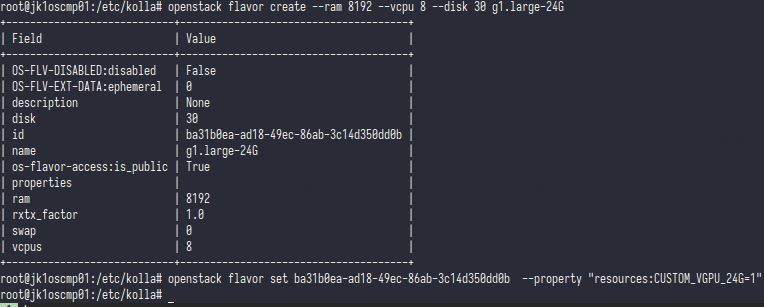 root@jk1oscmp01:/etc/kolla# openstack flavor create --ram 8192 --vcpu 8 --disk 30 g1.large-24G
+----------------------------+--------------------------------------+
| Field                      | Value                                |
+----------------------------+--------------------------------------+
| OS-FLV-DISABLED:disabled   | False                                |
| OS-FLV-EXT-DATA:ephemeral  | 0                                    |
| description                | None                                 |
| disk                       | 30                                   |
| id                         | ba31b0ea-ad18-49ec-86ab-3c14d350dd0b |
| name                       | g1.large-24G                         |
| os-flavor-access:is_public | True                                 |
| properties                 |                                      |
| ram                        | 8192                                 |
| rxtx_factor                | 1.0                                  |
| swap                       | 0                                    |
| vcpus                      | 8                                    |
+----------------------------+--------------------------------------+
root@jk1oscmp01:/etc/kolla# openstack flavor set ba31b0ea-ad18-49ec-86ab-3c14d350dd0b  --property "resources:CUSTOM_VGPU_24G=1"
root@jk1oscmp01:/etc/kolla# _